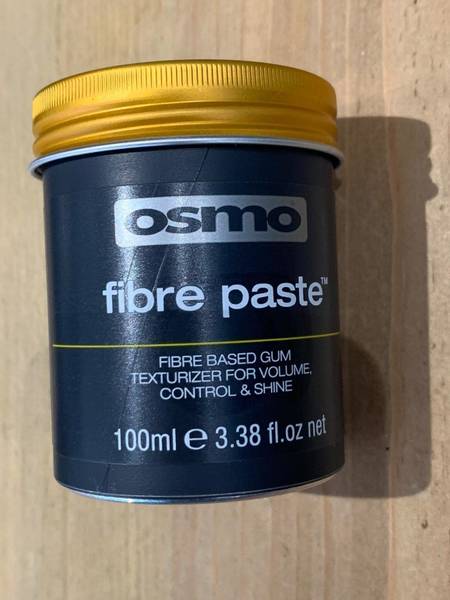 osmo
fibre paste™
FIBRE BASED GUM
TEXTURIZER FOR VOLUME,
CONTROL & SHINE
100ml ℮ 3.38 fl.oz net